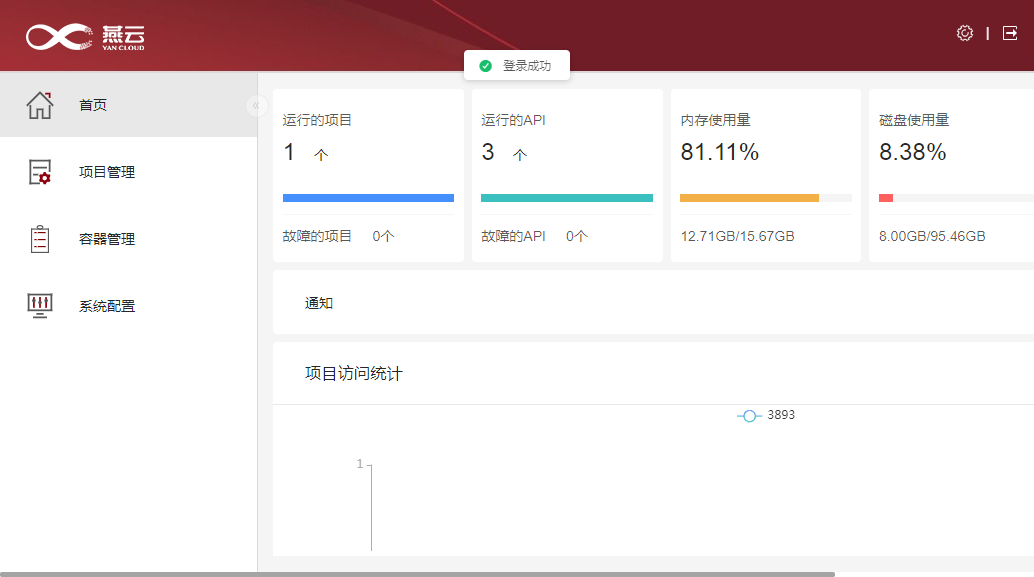 燕云
YAN CLOUD
登录成功
首页
项目管理
容器管理
系统配置
运行的项目
1 个
故障的项目 0个
运行的API
3 个
故障的API 0个
内存使用量
81.11%
12.71GB/15.67GB
磁盘使用量
8.38%
8.00GB/95.46GB
通知
项目访问统计
3893
1